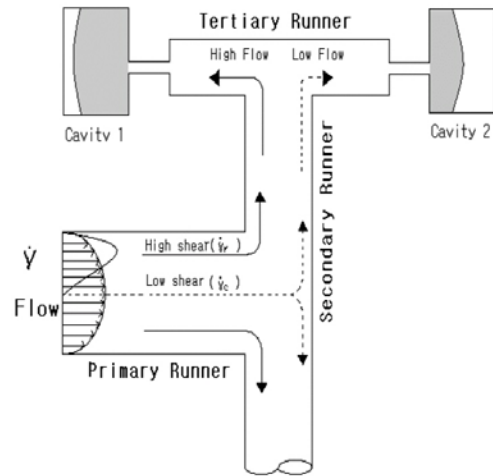 Tertiary Runner
High Flow
Low Flow
Cavity 1
Cavity 2
Secondary Runner
High shear(γ̇r )
γ̇
Low shear(γ̇c )
Flow
Primary Runner